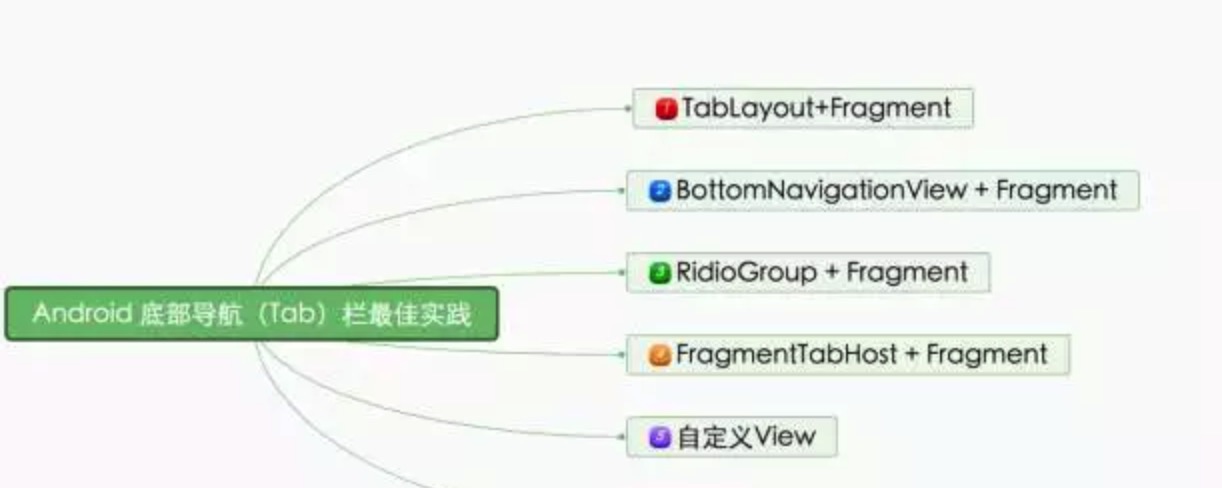 1 TabLayout+Fragment
2 BottomNavigationView + Fragment
3 RidioGroup + Fragment
Android 底部导航（Tab）栏最佳实践
4 FragmentTabHost + Fragment
5 自定义View